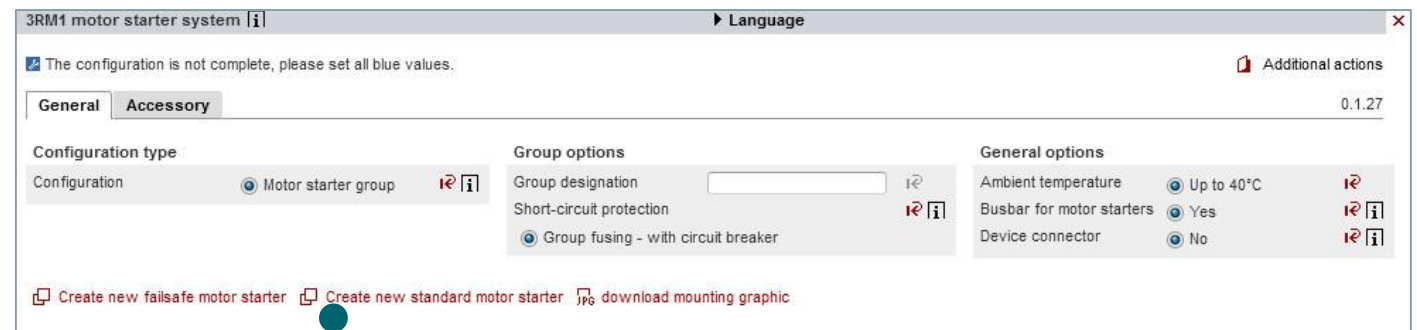 3RM1 motor starter system i
Language
The configuration is not complete, please set all blue values.
Additional actions
General Accessory
0.1.27
Configuration type
Configuration Motor starter group i
Group options
Group designation
Short-circuit protection i
Group fusing - with circuit breaker
General options
Ambient temperature Up to 40°C
Busbar for motor starters Yes i
Device connector No i
Create new failsafe motor starter Create new standard motor starter JPG download mounting graphic